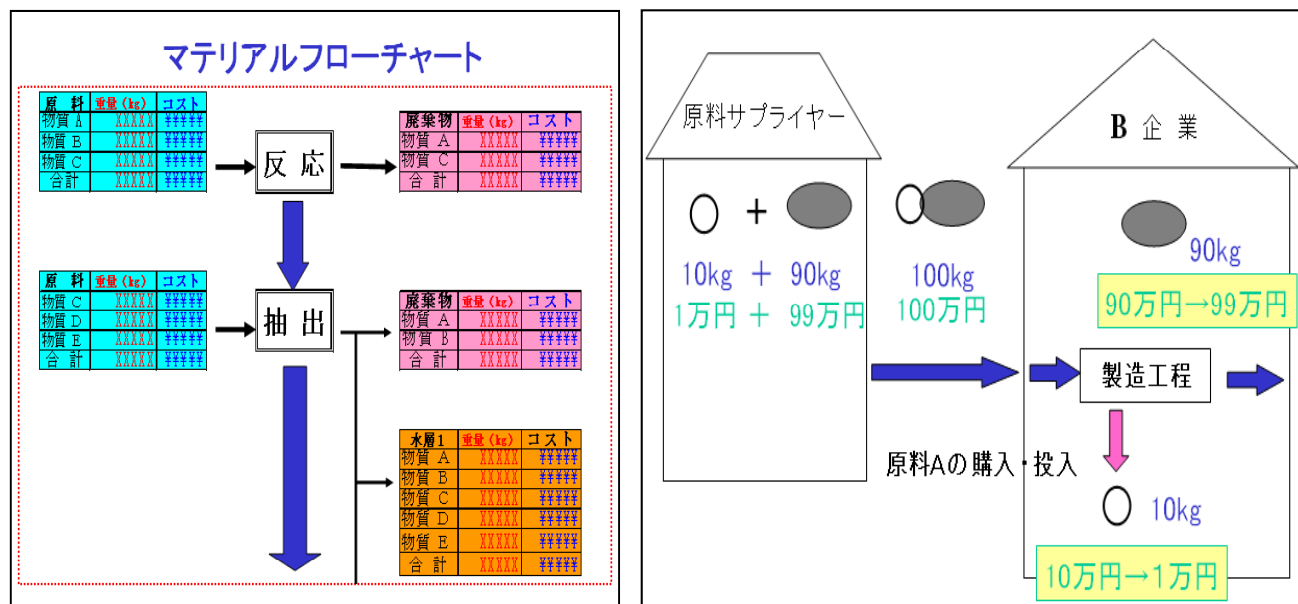 マテリアルフローチャート
原料 重量(kg) コスト
物質 A XXXXX ¥¥¥¥¥
物質 B XXXXX ¥¥¥¥¥
物質 C XXXXX ¥¥¥¥¥
合計 XXXXX ¥¥¥¥¥
反応
廃棄物 重量(kg) コスト
物質 A XXXXX ¥¥¥¥¥
物質 C XXXXX ¥¥¥¥¥
合計 XXXXX ¥¥¥¥¥
原料 重量(kg) コスト
物質 C XXXXX ¥¥¥¥¥
物質 D XXXXX ¥¥¥¥¥
物質 E XXXXX ¥¥¥¥¥
合計 XXXXX ¥¥¥¥¥
抽出
廃棄物 重量(kg) コスト
物質 A XXXXX ¥¥¥¥¥
物質 B XXXXX ¥¥¥¥¥
合計 XXXXX ¥¥¥¥¥
水層1 重量(kg) コスト
物質 A XXXXX ¥¥¥¥¥
物質 B XXXXX ¥¥¥¥¥
物質 C XXXXX ¥¥¥¥¥
物質 D XXXXX ¥¥¥¥¥
物質 E XXXXX ¥¥¥¥¥
合計 XXXXX ¥¥¥¥¥
原料サプライヤー
+
10kg + 90kg
1万円 + 99万円
100kg
100万円
B 企業
90kg
90万円→99万円
製造工程
原料Aの購入・投入
10kg
10万円→1万円